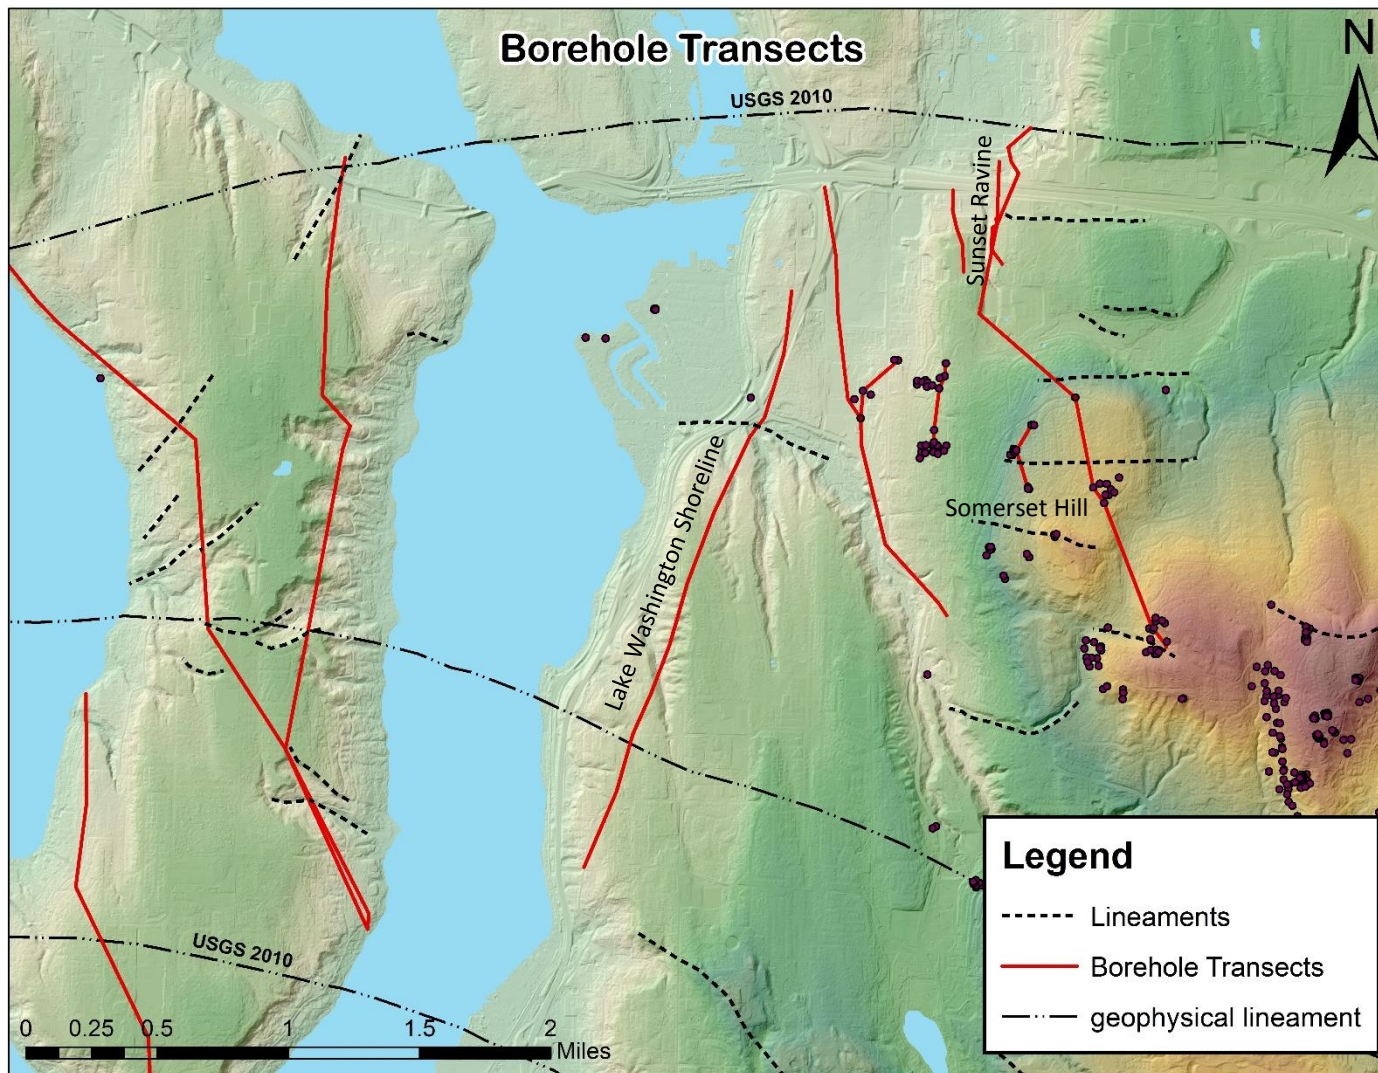 Borehole Transects
N
USGS 2010
Sunset Ravine
Lake Washington Shoreline
Somerset Hill
USGS 2010
0 0.25 0.5 1 1.5 2
Miles
Legend
Lineaments
Borehole Transects
geophysical lineament